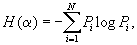 H(α) = −∑_{i=1}^{N} P_i log P_i,